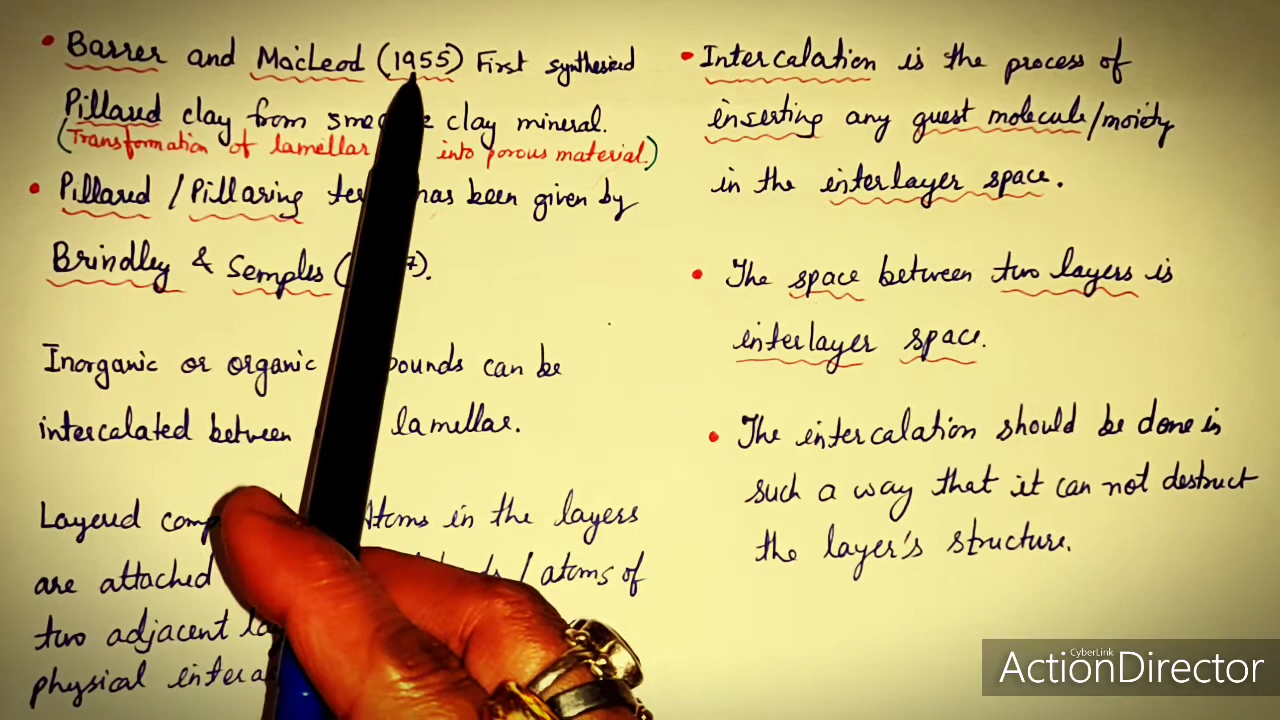 Barrer and MacLeod (1955) First synthesized
Pillared clay from clay mineral.
(Transformation of lamellar into porous material.)
Pillared / Pillaring has been given by
Brindley & Semples
Inorganic or organic can be
intercalated between lamellar.
Layered Atoms in the layers
are attached / atoms of
two adjacent
physical
Intercalation is the process of
inserting any guest molecule/moiety
in the interlayer space.
The space between two layers is
interlayer space.
The intercalation should be done in
such a way that it can not destruct
the layer's structure.
CyberLink
ActionDirector